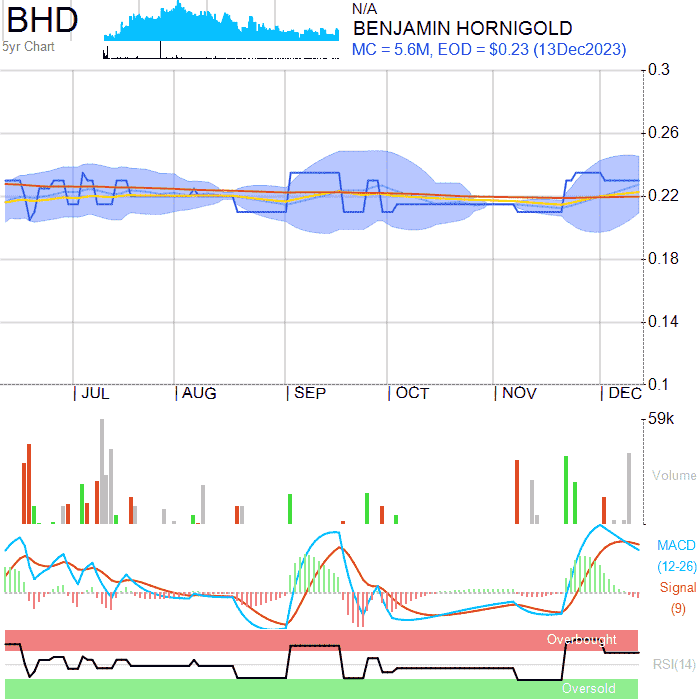 BHD
5yr Chart
N/A
BENJAMIN HORNIGOLD
MC = 5.6M, EOD = $0.23 (13Dec2023)
0.3
0.26
0.22
0.18
0.14
0.1
| JUL | AUG | SEP | OCT | NOV | DEC
59k
Volume
MACD
(12-26)
Signal
(9)
Overbought
RSI(14)
Oversold